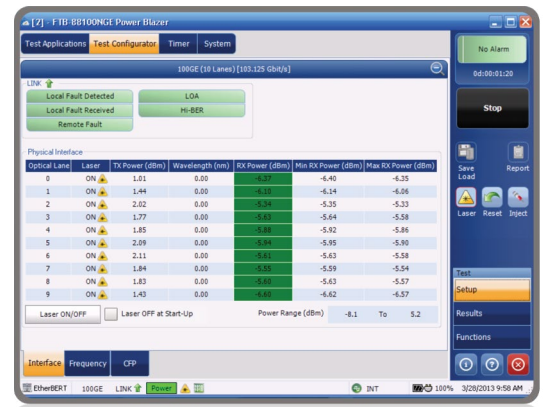 [2] - FTB-88100NGE Power Blazer
Test Applications Test Configurator Timer System
100GE (10 Lanes) [103.125 Gbit/s]
LINK
Local Fault Detected LOA
Local Fault Received Hi-BER
Remote Fault
Physical Interface
Optical Lane Laser TX Power (dBm) Wavelength (nm) RX Power (dBm) Min RX Power (dBm) Max RX Power (dBm)
0 ON 1.01 0.00 -6.37 -6.40 -6.35
1 ON 1.44 0.00 -6.10 -6.14 -6.06
2 ON 2.02 0.00 -5.34 -5.35 -5.33
3 ON 1.77 0.00 -5.63 -5.64 -5.58
4 ON 1.85 0.00 -5.88 -5.92 -5.86
5 ON 2.09 0.00 -5.94 -5.95 -5.90
6 ON 2.11 0.00 -5.61 -5.63 -5.58
7 ON 1.84 0.00 -5.55 -5.59 -5.54
8 ON 1.83 0.00 -5.60 -5.63 -5.57
9 ON 1.43 0.00 -6.60 -6.62 -6.57
Laser ON/OFF Laser OFF at Start-Up Power Range (dBm) -8.1 To 5.2
Interface Frequency CFP
EtherBERT 100GE LINK Power INT 100% 3/28/2013 9:58 AM
No Alarm
0d:00:01:20
Stop
Save
Load
Report
Laser Reset Inject
Test
Setup
Results
Functions